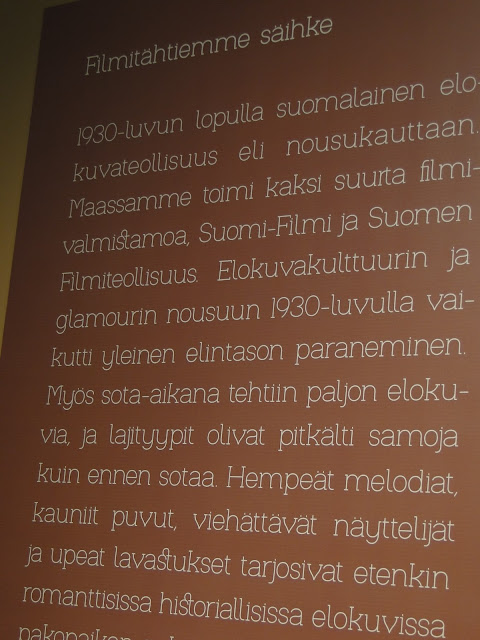 Filmitähtiemme säihke
1930-luvun lopulla suomalainen elo-
kuvateollisuus eli nousukauttaan.
Maassamme toimi kaksi suurta filmi-
valmistamoa, Suomi-Filmi ja Suomen
Filmiteollisuus. Elokuvakulttuurin ja
glamourin nousuun 1930-luvulla vai-
kutti yleinen elintason paraneminen.
Myös sota-aikana tehtiin paljon eloku-
via, ja lajityypit olivat pitkälti samoja
kuin ennen sotaa. Hempeät melodiat,
kauniit puvut, viehättävät näyttelijät
ja upeat lavastukset tarjosivat etenkin
romanttisissa historiallisissa elokuvissa